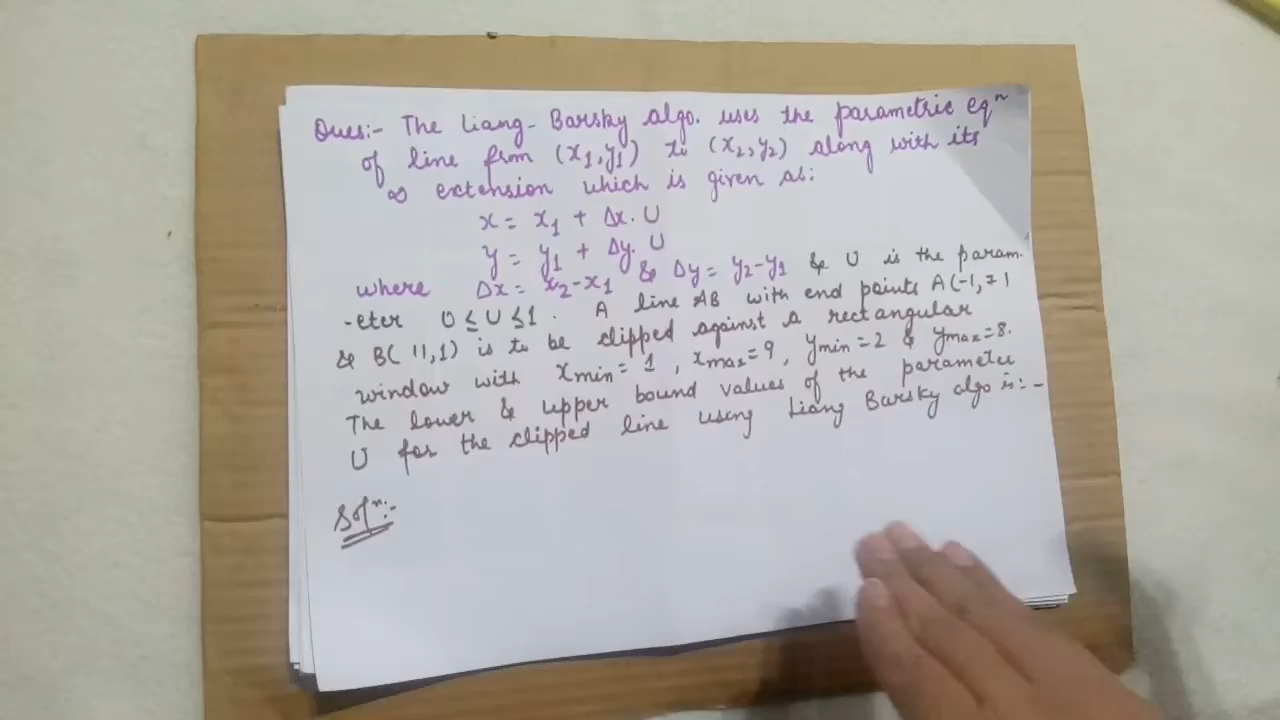 Ques:- The Liang-Barsky algo. uses the parametric eqⁿ
of line from (x₁,y₁) to (x₂,y₂) along with its
∞ extension which is given as:
x = x₁ + Δx. U
y = y₁ + Δy. U
where Δx = x₂-x₁ & Δy = y₂-y₁ & U is the param-
-eter 0 ≤ U ≤ 1. A line AB with end points A(-1,7)
& B(11,1) is to be clipped against a rectangular
window with xmin = 1, xmax = 9, ymin = 2 & ymax = 8.
The lower & upper bound values of the parameter
U for the clipped line using Liang Barsky algo is:-
Solⁿ:-